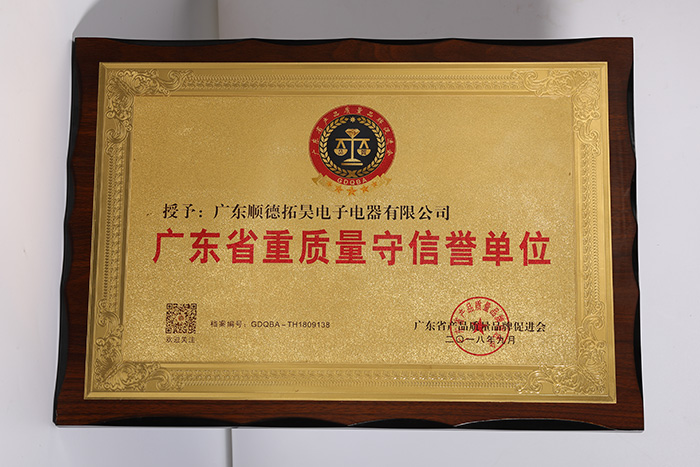 GDQBA
授予：广东顺德拓昊电子电器有限公司
广东省重质量守信誉单位
欢迎关注
档案编号：GDQBA-TH1809138
广东省产品质量品牌促进会
二〇一八年九月